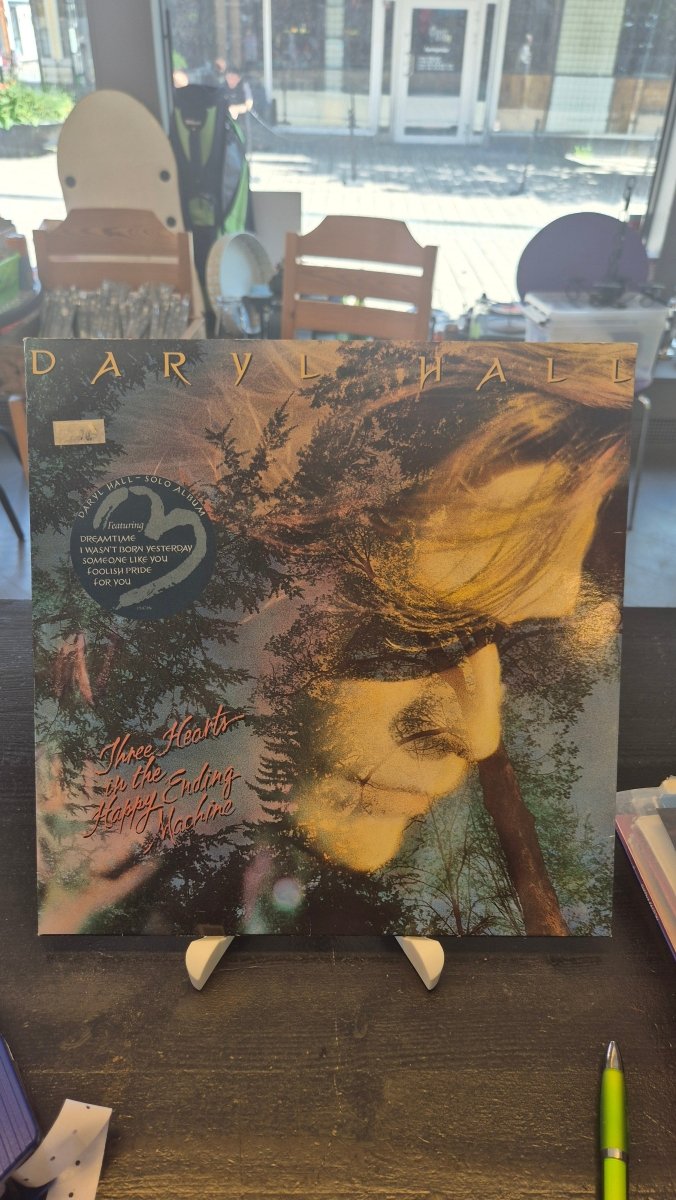 DARYL HALL
DARYL HALL - SOLO ALBUM
Featuring
DREAMTIME
I WASN'T BORN YESTERDAY
SOMEONE LIKE YOU
FOOLISH PRIDE
FOR YOU
Three Hearts
in the
Happy Ending
Machine